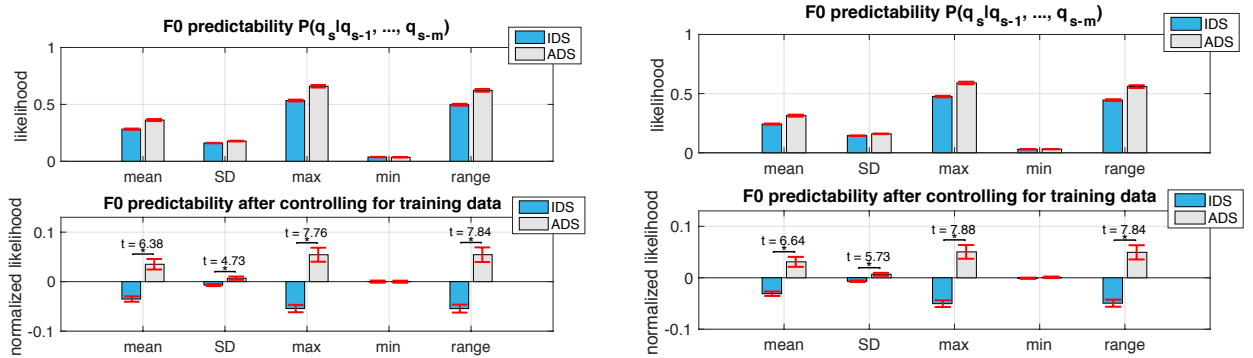 F0 predictability P(q_s|q_{s-1}, ..., q_{s-m})
IDS
ADS
1
0.5
0
likelihood
mean SD max min range
F0 predictability after controlling for training data
IDS
ADS
0.1
0
-0.1
normalized likelihood
t = 6.38
*
t = 4.73
*
t = 7.76
*
t = 7.84
*
mean SD max min range
F0 predictability P(q_s|q_{s-1}, ..., q_{s-m})
IDS
ADS
1
0.5
0
likelihood
mean SD max min range
F0 predictability after controlling for training data
IDS
ADS
0.1
0
-0.1
normalized likelihood
t = 6.64
*
t = 5.73
*
t = 7.88
*
t = 7.84
*
mean SD max min range